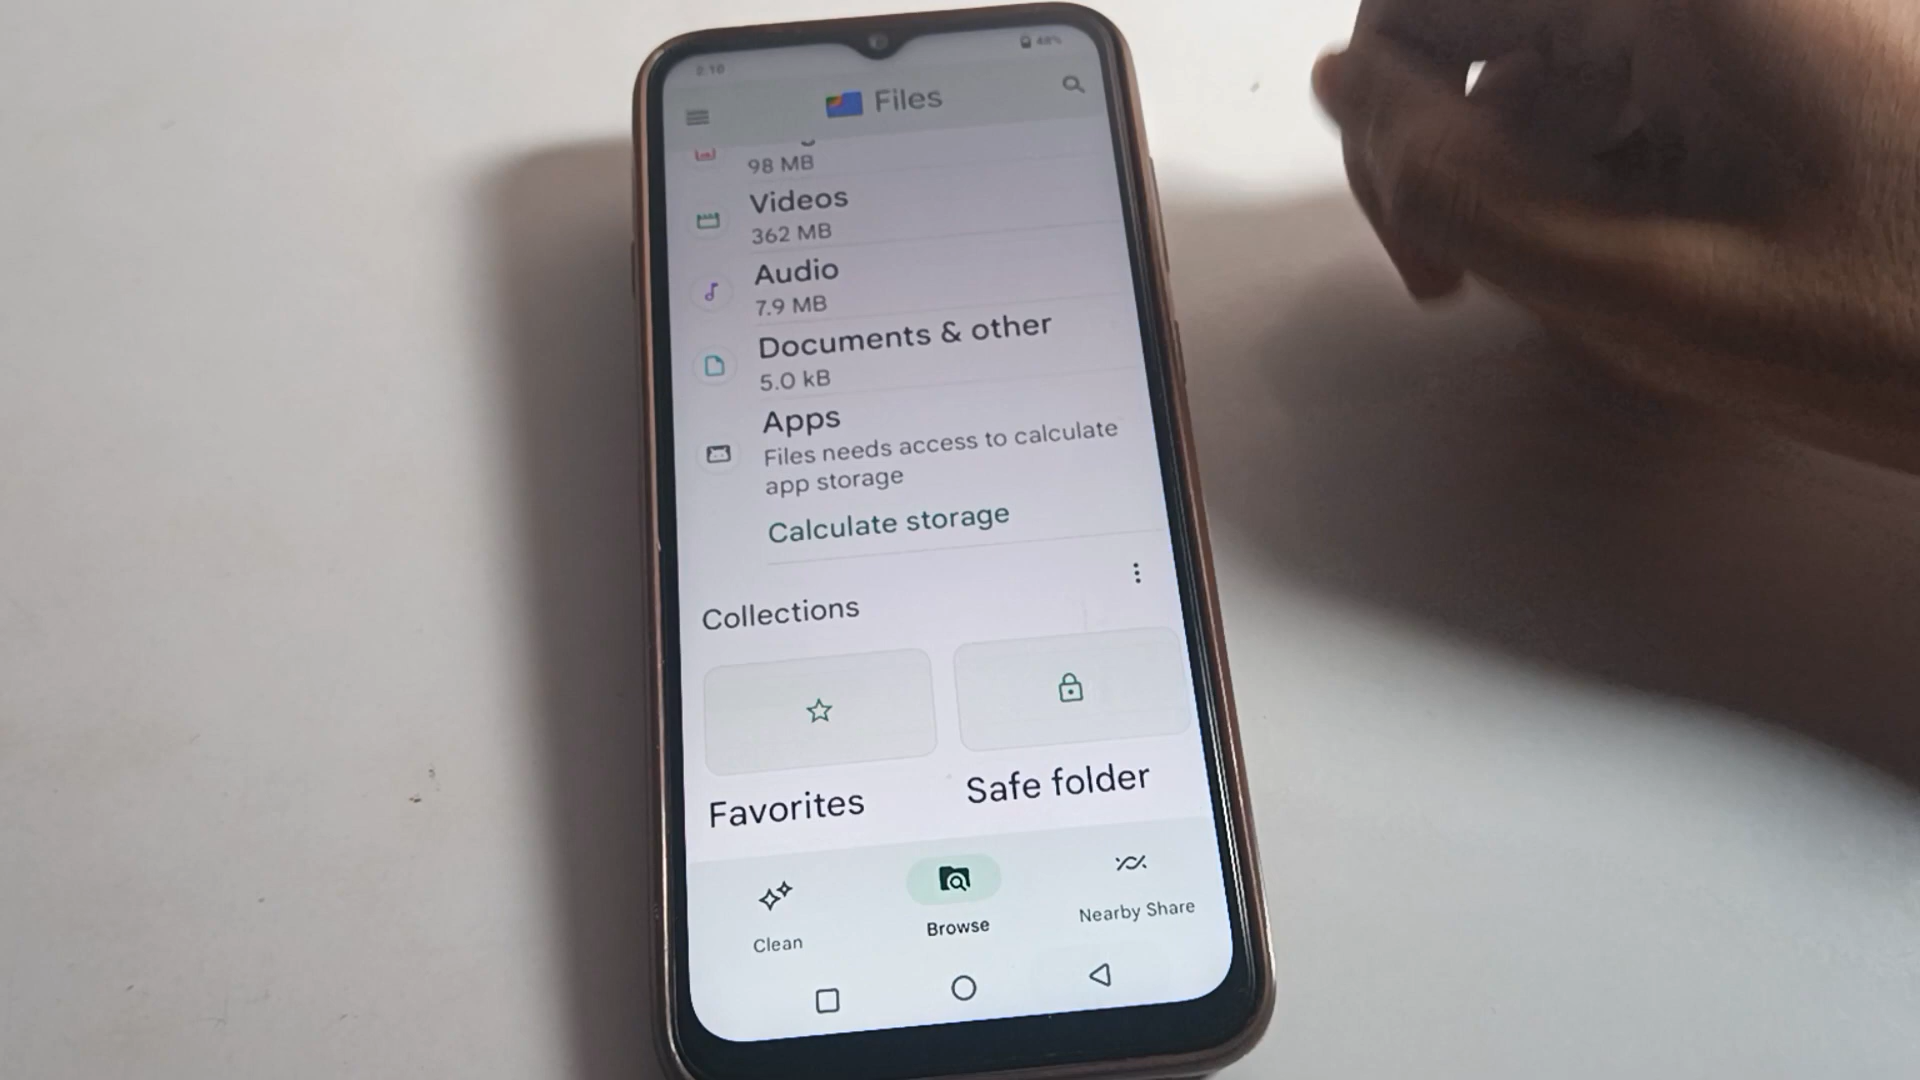 2:10
48%
Files
98 MB
Videos
362 MB
Audio
7.9 MB
Documents & other
5.0 kB
Apps
Files needs access to calculate
app storage
Calculate storage
Collections
Favorites
Safe folder
Clean
Browse
Nearby Share